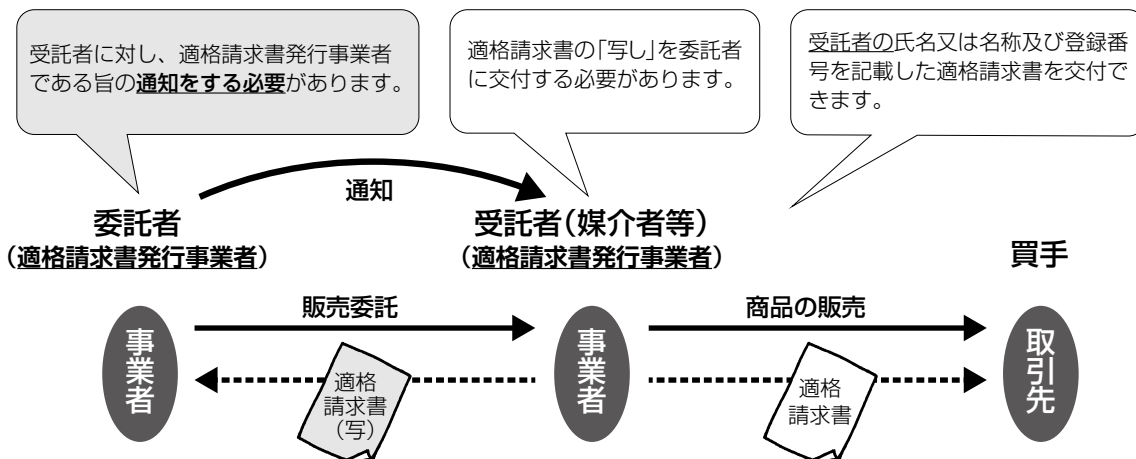 受託者に対し、適格請求書発行事業者
である旨の通知をする必要があります。
適格請求書の「写し」を委託者
に交付する必要があります。
受託者の氏名又は名称及び登録番
号を記載した適格請求書を交付で
きます。
通知
委託者
(適格請求書発行事業者)
受託者(媒介者等)
(適格請求書発行事業者)
買手
販売委託
商品の販売
事業者
事業者
取引先
適格
請求書
(写)
適格
請求書